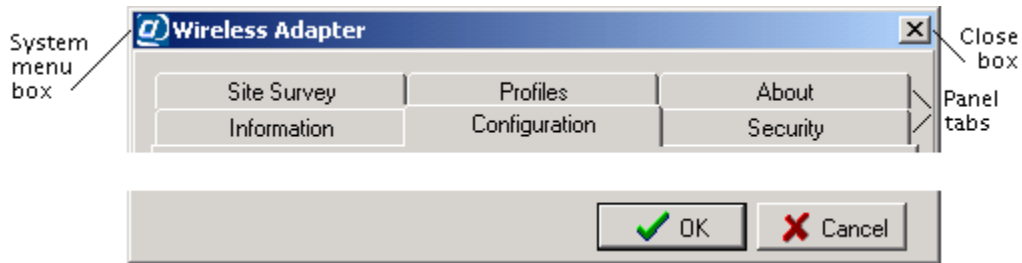 System
menu
box
Wireless Adapter
Close
box
Site Survey
Profiles
About
Panel
tabs
Information
Configuration
Security
OK
Cancel